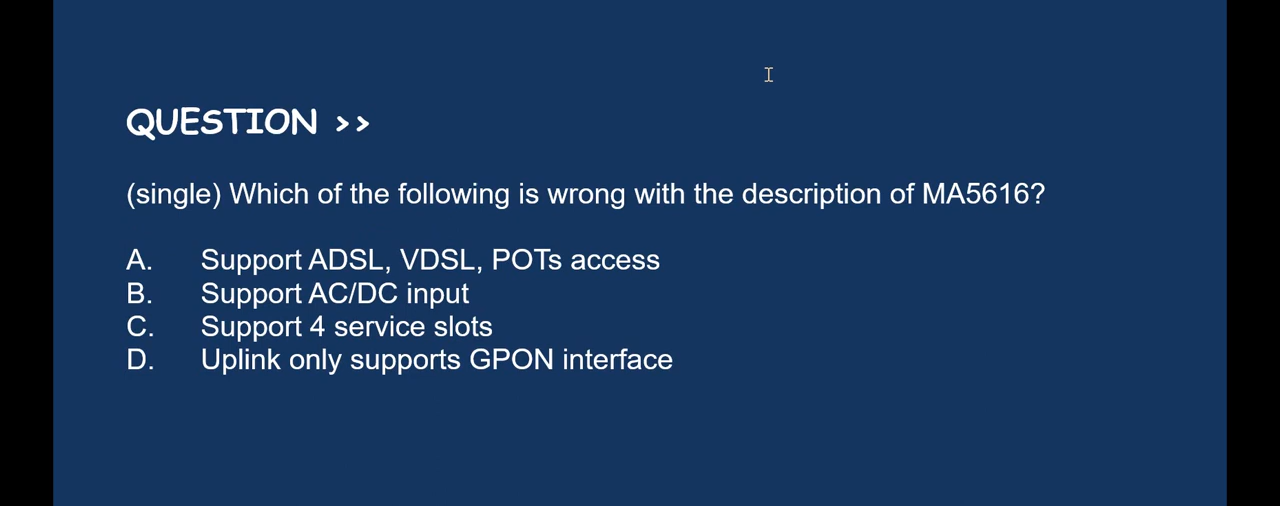 QUESTION >>
(single) Which of the following is wrong with the description of MA5616?
A. Support ADSL, VDSL, POTs access
B. Support AC/DC input
C. Support 4 service slots
D. Uplink only supports GPON interface